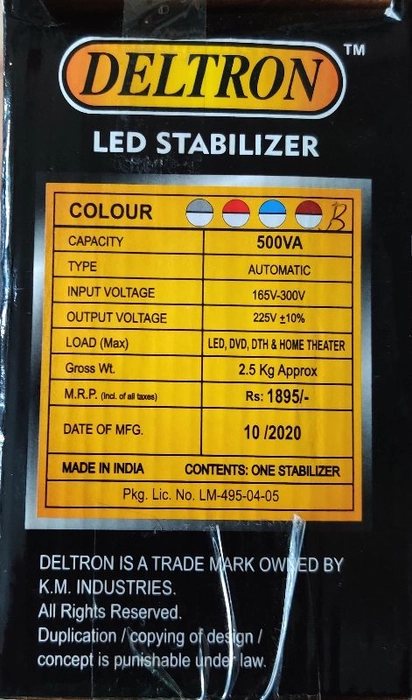 DELTRON TM
LED STABILIZER
COLOUR B
CAPACITY 500VA
TYPE AUTOMATIC
INPUT VOLTAGE 165V-300V
OUTPUT VOLTAGE 225V ±10%
LOAD (Max) LED, DVD, DTH & HOME THEATER
Gross Wt. 2.5 Kg Approx
M.R.P. (Incl. of all taxes) Rs: 1895/-
DATE OF MFG. 10 /2020
MADE IN INDIA CONTENTS: ONE STABILIZER
Pkg. Lic. No. LM-495-04-05
DELTRON IS A TRADE MARK OWNED BY
K.M. INDUSTRIES.
All Rights Reserved.
Duplication / copying of design /
concept is punishable under law.